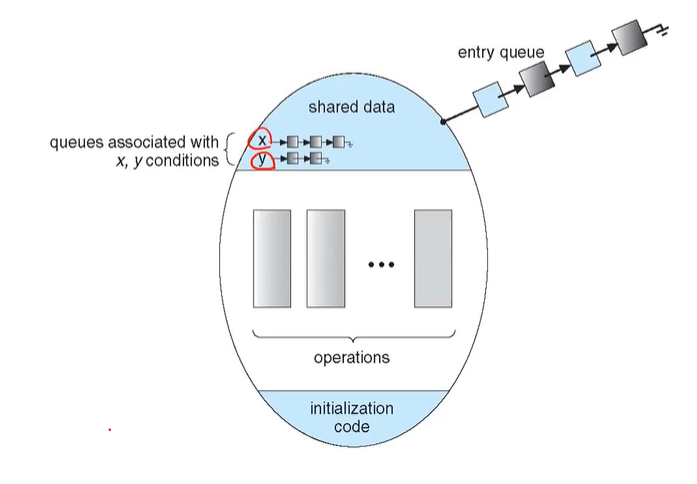 entry queue
shared data
queues associated with
x, y conditions
x
y
...
operations
initialization
code